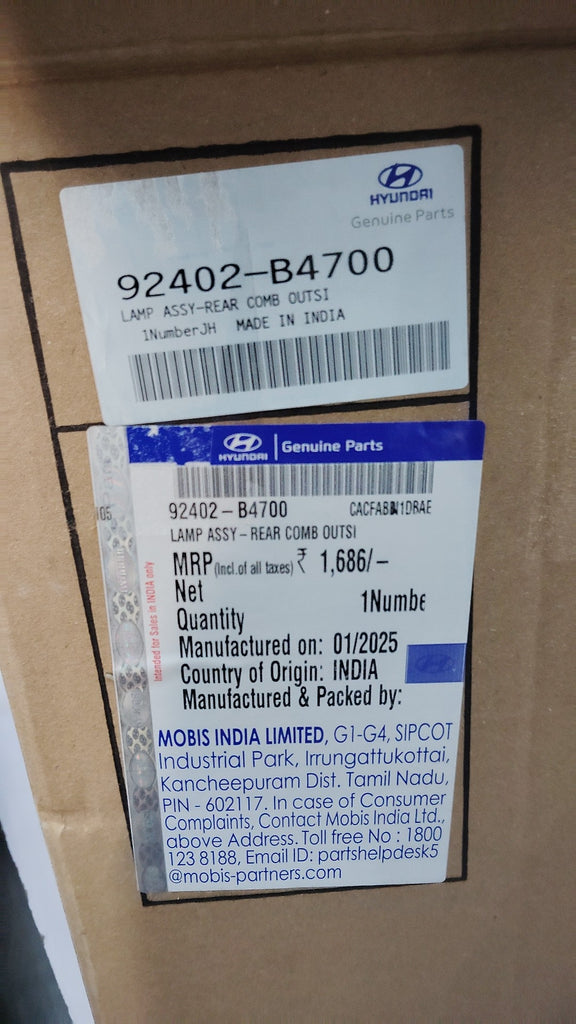 HYUNDAI
Genuine Parts
92402-B4700
LAMP ASSY-REAR COMB OUTSI
1NumberJH MADE IN INDIA
HYUNDAI | Genuine Parts
92402-B4700
LAMP ASSY-REAR COMB OUTSI
MRP (Incl.of all taxes) ₹ 1,686/-
Net
Quantity 1Numbe
Manufactured on: 01/2025
Country of Origin: INDIA
Manufactured & Packed by:
MOBIS INDIA LIMITED, G1-G4, SIPCOT
Industrial Park, Irrungattukottai,
Kancheepuram Dist. Tamil Nadu,
PIN - 602117. In case of Consumer
Complaints, Contact Mobis India Ltd.,
above Address. Toll free No : 1800
123 8188, Email ID: partshelpdesk5
@mobis-partners.com
Intended for Sales in INDIA only